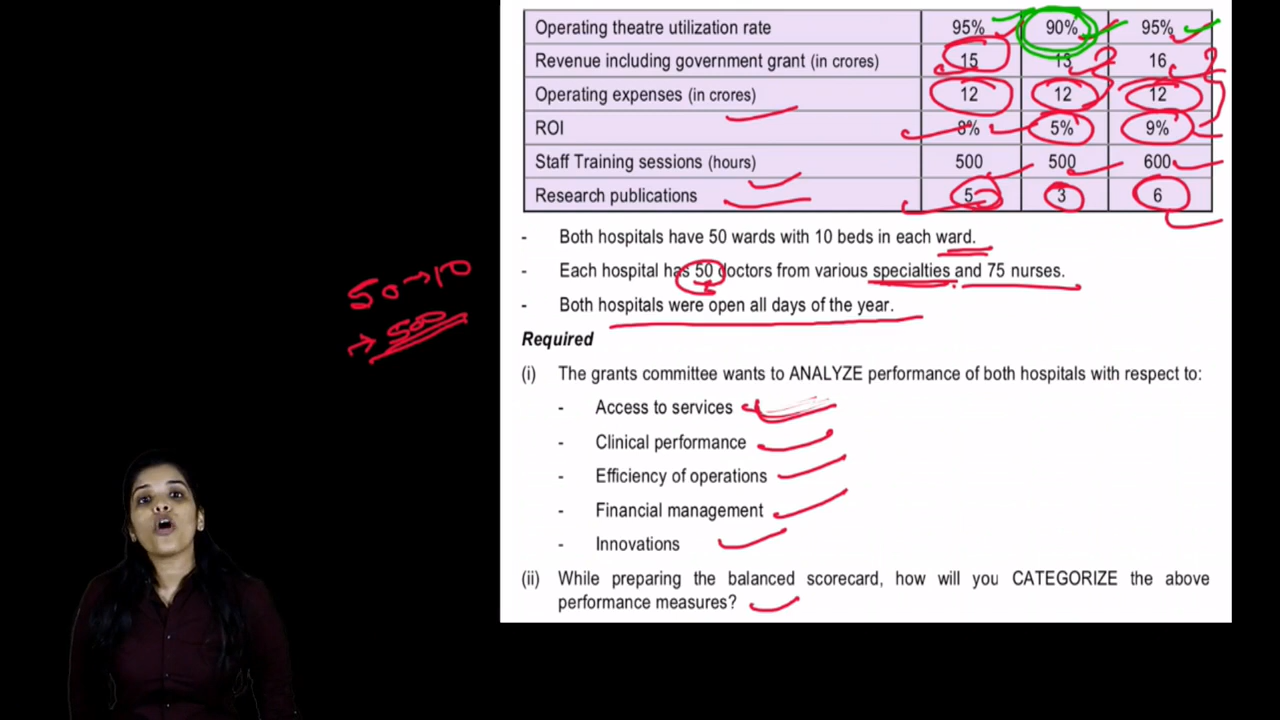 Operating theatre utilization rate 95% 90% 95%
Revenue including government grant (in crores) 15 13 16
Operating expenses (in crores) 12 12 12
ROI 8% 5% 9%
Staff Training sessions (hours) 500 500 600
Research publications 5 3 6
- Both hospitals have 50 wards with 10 beds in each ward.
- Each hospital has 50 doctors from various specialties and 75 nurses.
- Both hospitals were open all days of the year.
50→10
→ 500
Required
(i) The grants committee wants to ANALYZE performance of both hospitals with respect to:
- Access to services
- Clinical performance
- Efficiency of operations
- Financial management
- Innovations
(ii) While preparing the balanced scorecard, how will you CATEGORIZE the above
performance measures?